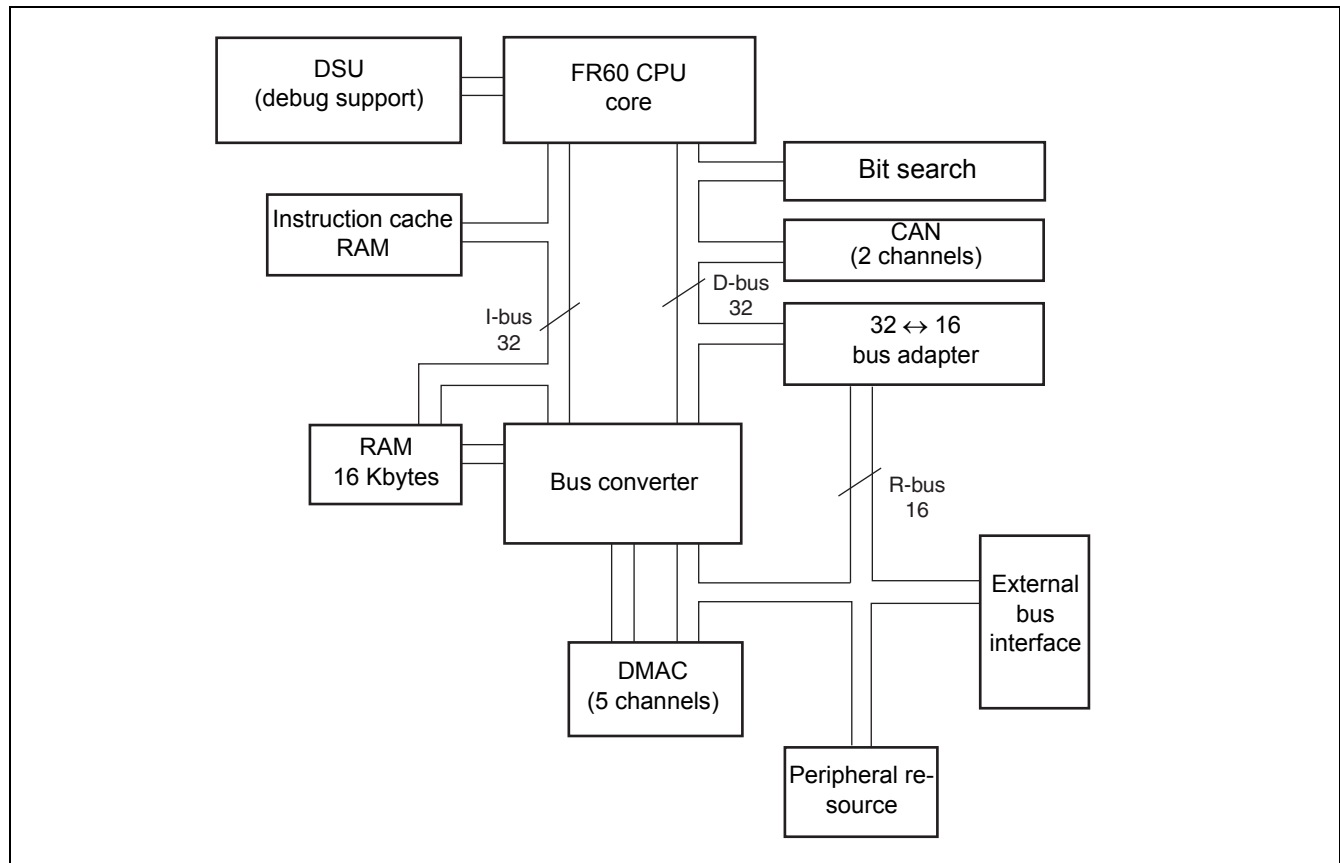 DSU
(debug support)
FR60 CPU
core
Bit search
Instruction cache
RAM
CAN
(2 channels)
D-bus
32
I-bus
32
32 ↔ 16
bus adapter
RAM
16 Kbytes
Bus converter
R-bus
16
External
bus
interface
DMAC
(5 channels)
Peripheral re-
source